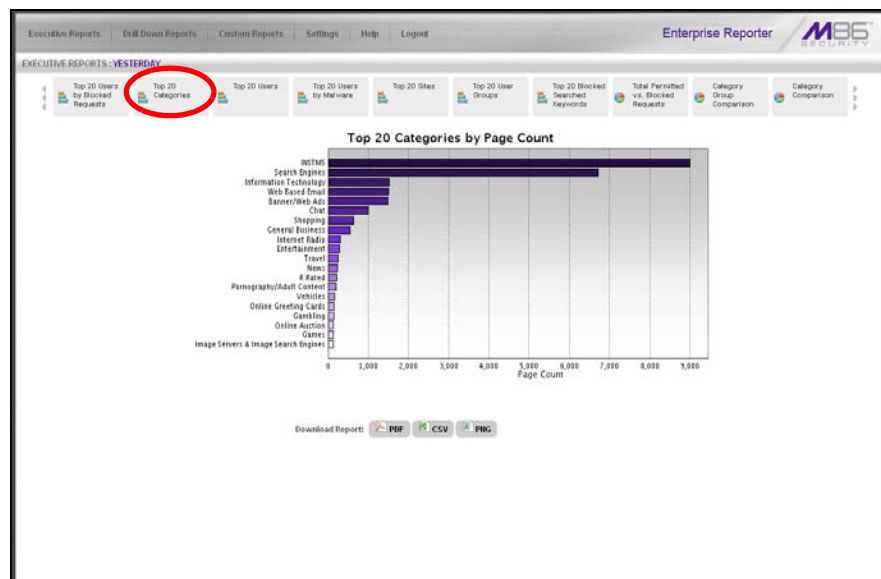 Executive Reports Drill Down Reports Custom Reports Settings Help Logout Enterprise Reporter M86 SECURITY
EXECUTIVE REPORTS : YESTERDAY
Top 20 Users by Blocked Requests
Top 20 Categories
Top 20 Users
Top 20 Users by Malware
Top 20 Sites
Top 20 User Groups
Top 20 Blocked Searched Keywords
Total Permitted vs. Blocked Requests
Category Group Comparison
Category Comparison
Top 20 Categories by Page Count
INSTMS
Search Engines
Information Technology
Web Based Email
Banner/Web Ads
Chat
Shopping
General Business
Internet Radio
Entertainment
Travel
News
R Rated
Pornography/Adult Content
Vehicles
Online Greeting Cards
Gambling
Online Auction
Games
Image Servers & Image Search Engines
0 1,000 2,000 3,000 4,000 5,000 6,000 7,000 8,000 9,000
Page Count
Download Report: PDF CSV PNG